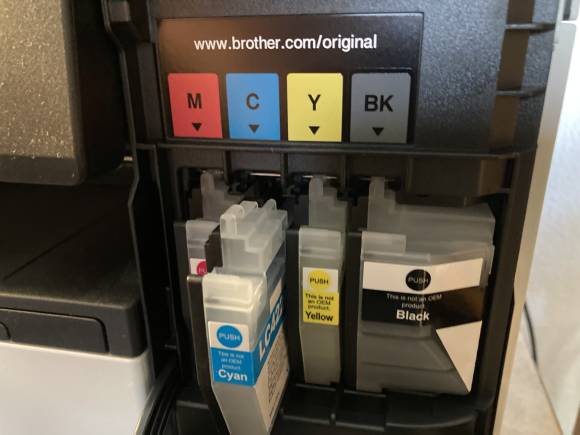 www.brother.com/original
M
C
Y
BK
PUSH
This is not
an OEM
product.
Cyan
PUSH
This is not
an OEM
product.
Yellow
PUSH
This is not an OEM
product.
Black